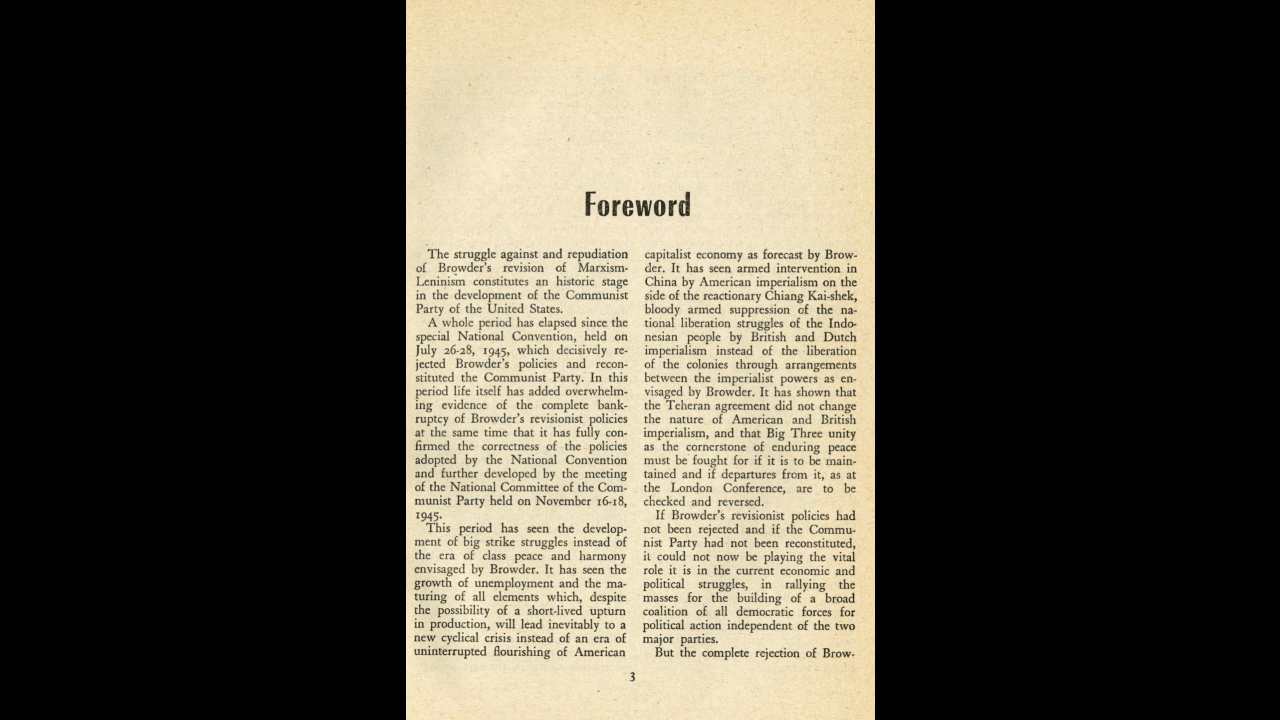 Foreword
The struggle against and repudiation
of Browder's revision of Marxism-
Leninism constitutes an historic stage
in the development of the Communist
Party of the United States.
A whole period has elapsed since the
special National Convention, held on
July 26-28, 1945, which decisively re-
jected Browder's policies and recon-
stituted the Communist Party. In this
period life itself has added overwhelm-
ing evidence of the complete bank-
ruptcy of Browder's revisionist policies
at the same time that it has fully con-
firmed the correctness of the policies
adopted by the National Convention
and further developed by the meeting
of the National Committee of the Com-
munist Party held on November 16-18,
1945.
This period has seen the develop-
ment of big strike struggles instead of
the era of class peace and harmony
envisaged by Browder. It has seen the
growth of unemployment and the ma-
turing of all elements which, despite
the possibility of a short-lived upturn
in production, will lead inevitably to a
new cyclical crisis instead of an era of
uninterrupted flourishing of American
capitalist economy as forecast by Brow-
der. It has seen armed intervention in
China by American imperialism on the
side of the reactionary Chiang Kai-shek,
bloody armed suppression of the na-
tional liberation struggles of the Indo-
nesian people by British and Dutch
imperialism instead of the liberation
of the colonies through arrangements
between the imperialist powers as en-
visaged by Browder. It has shown that
the Teheran agreement did not change
the nature of American and British
imperialism, and that Big Three unity
as the cornerstone of enduring peace
must be fought for if it is to be main-
tained and if departures from it, as at
the London Conference, are to be
checked and reversed.
If Browder's revisionist policies had
not been rejected and if the Commu-
nist Party had not been reconstituted,
it could not now be playing the vital
role it is in the current economic and
political struggles, in rallying the
masses for the building of a broad
coalition of all democratic forces for
political action independent of the two
major parties.
But the complete rejection of Brow-
3